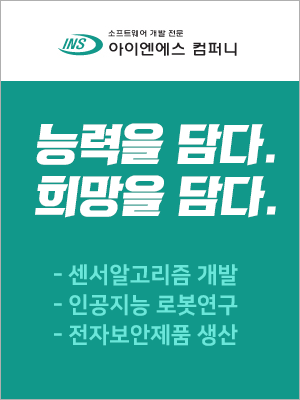 INS
소프트웨어 개발 전문
아이엔에스 컴퍼니
능력을 담다.
희망을 담다.
- 센서알고리즘 개발
- 인공지능 로봇연구
- 전자보안제품 생산